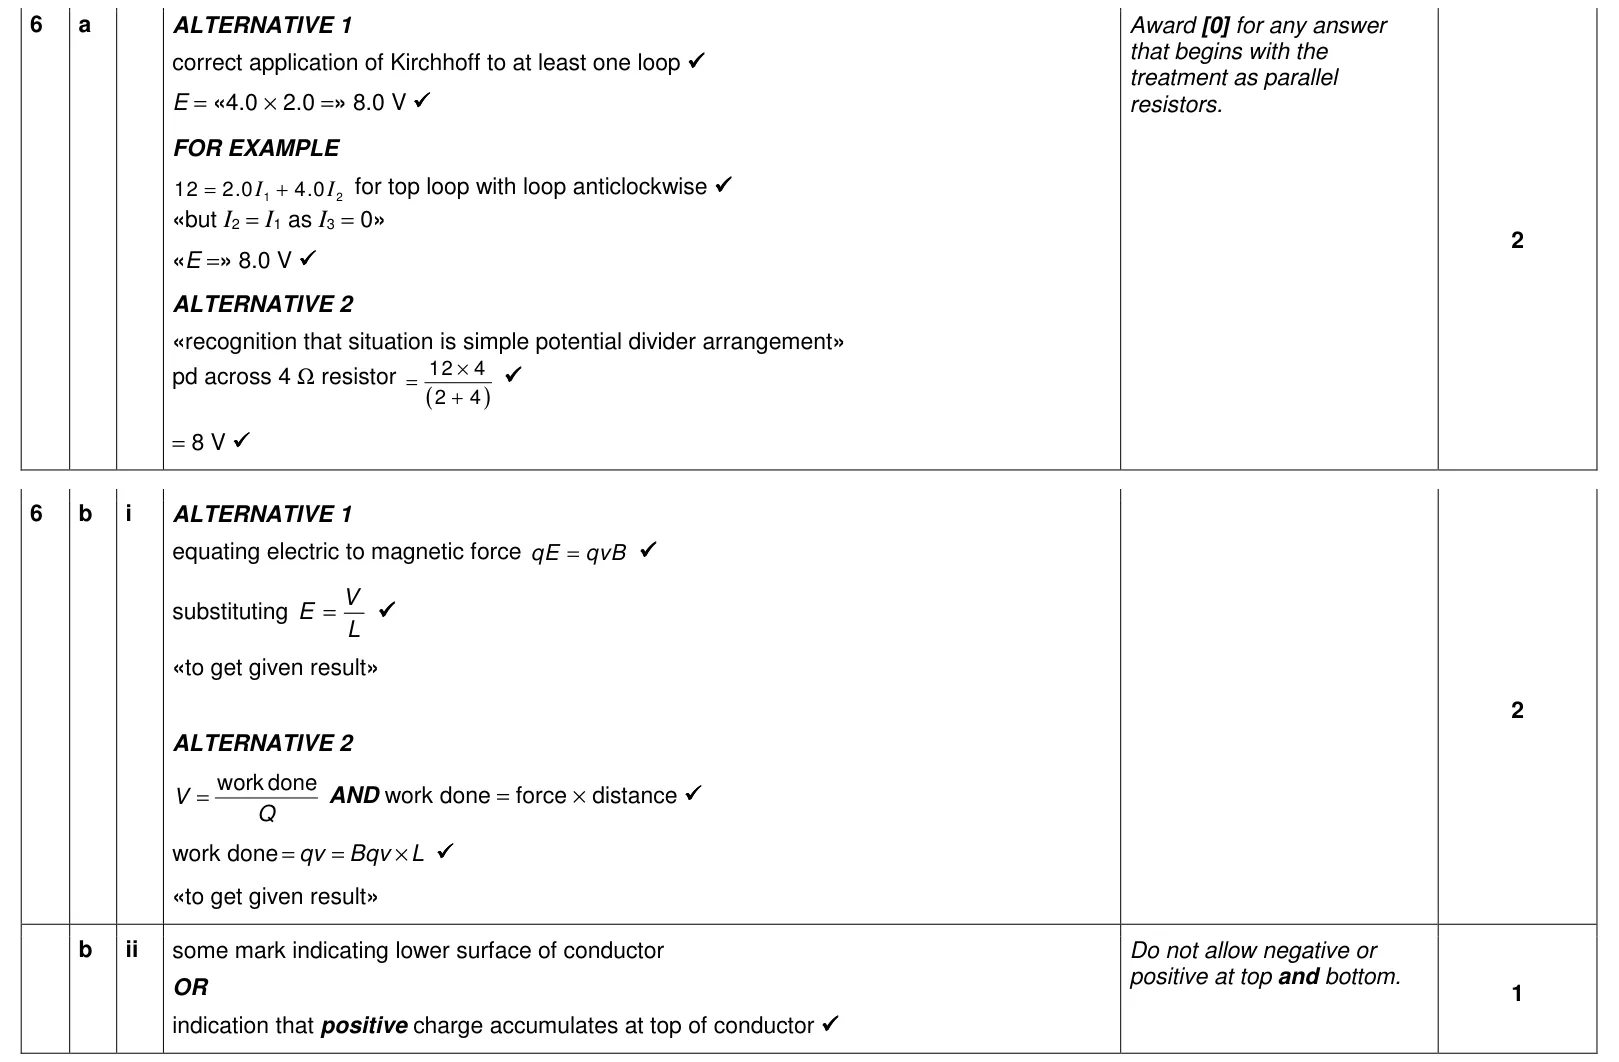 6 a ALTERNATIVE 1
correct application of Kirchhoff to at least one loop ✓
E = «4.0 × 2.0 =» 8.0 V ✓
FOR EXAMPLE
12 = 2.0I₁ + 4.0I₂ for top loop with loop anticlockwise ✓
«but I₂ = I₁ as I₃ = 0»
«E =» 8.0 V ✓
ALTERNATIVE 2
«recognition that situation is simple potential divider arrangement»
pd across 4 Ω resistor = 12 × 4 / (2 + 4) ✓
= 8 V ✓
Award [0] for any answer
that begins with the
treatment as parallel
resistors.
2
6 b i ALTERNATIVE 1
equating electric to magnetic force qE = qvB ✓
substituting E = V / L ✓
«to get given result»
ALTERNATIVE 2
V = work done / Q AND work done = force × distance ✓
work done = qv = Bqv × L ✓
«to get given result»
2
b ii some mark indicating lower surface of conductor
OR
indication that positive charge accumulates at top of conductor ✓
Do not allow negative or
positive at top and bottom.
1